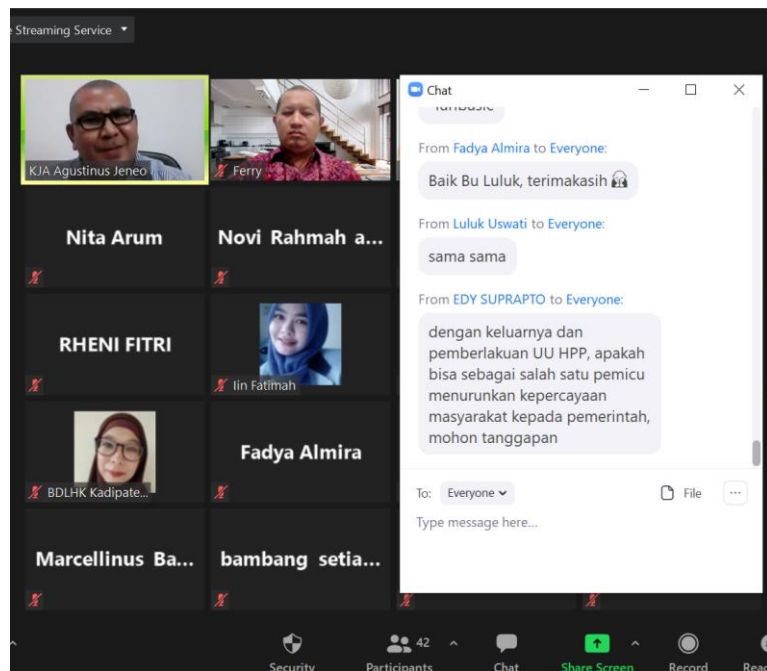 Streaming Service
KJA Agustinus Jeneo
Ferry
Nita Arum
Novi Rahmah a...
RHENI FITRI
Iin Fatimah
BDLHK Kadipate...
Fadya Almira
Marcellinus Ba...
bambang setia...
Chat
From Fadya Almira to Everyone:
Baik Bu Luluk, terimakasih
From Luluk Uswati to Everyone:
sama sama
From EDY SUPRAPTO to Everyone:
dengan keluarnya dan
pemberlakuan UU HPP, apakah
bisa sebagai salah satu pemicu
menurunkan kepercayaan
masyarakat kepada pemerintah,
mohon tanggapan
To: Everyone
File
Type message here...
Security
Participants
42
Chat
Share Screen
Record